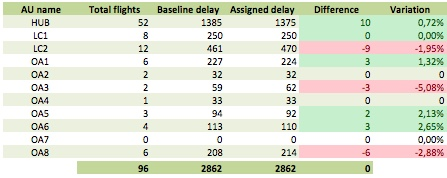 AU name Total flights Baseline delay Assigned delay Difference Variation
HUB 52 1385 1375 10 0,72%
LC1 8 250 250 0 0,00%
LC2 12 461 470 -9 -1,95%
OA1 6 227 224 3 1,32%
OA2 2 32 32 0 0
OA3 2 59 62 -3 -5,08%
OA4 1 33 33 0 0
OA5 3 94 92 2 2,13%
OA6 4 113 110 3 2,65%
OA7 0 0 0 0 0,00%
OA8 6 208 214 -6 -2,88%
96 2862 2862 0